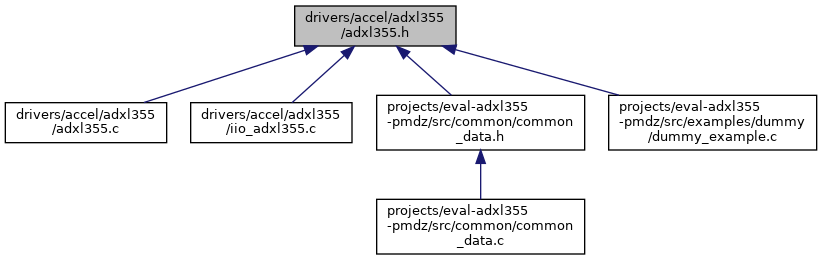 drivers/accel/adxl355
/adxl355.h
drivers/accel/adxl355
/adxl355.c
drivers/accel/adxl355
/iio_adxl355.c
projects/eval-adxl355
-pmdz/src/common/common
_data.h
projects/eval-adxl355
-pmdz/src/examples/dummy
/dummy_example.c
projects/eval-adxl355
-pmdz/src/common/common
_data.c